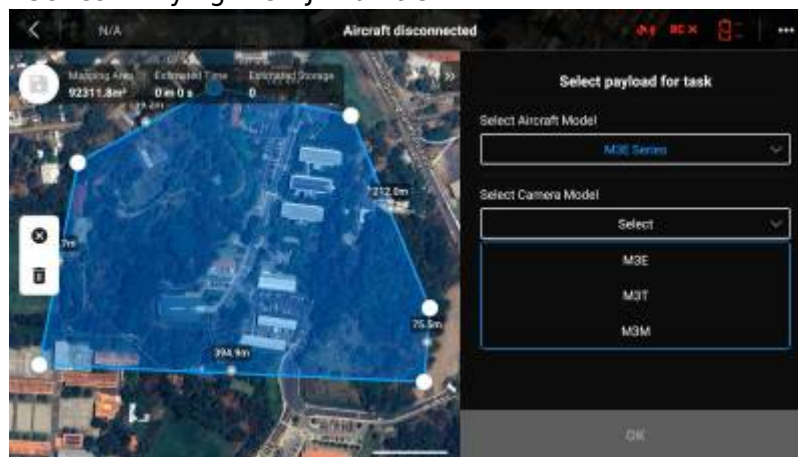 N/A
Aircraft disconnected
Mapping Area
92311.8m²
Estimated Time
0 m 0 s
Estimated Storage
0
Select payload for task
Select Aircraft Model
M3E Series
Select Camera Model
Select
M3E
M3T
M3M
212.0m
75.5m
394.9m
OK